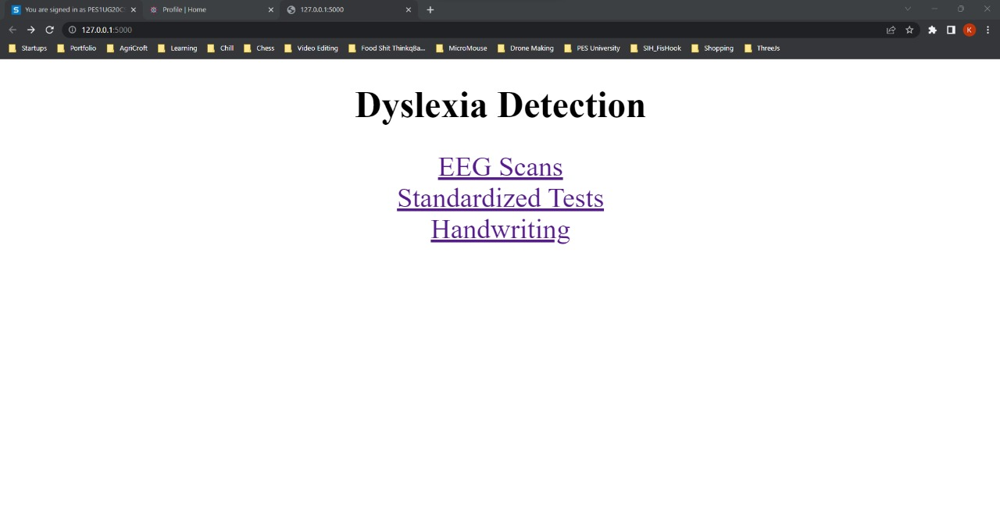 You are signed in as PES1UG20CS
Profile | Home
127.0.0.1:5000
127.0.0.1:5000
K
Startups Portfolio AgriCroft Learning Chill Chess Video Editing Food Shit ThinkqBa... MicroMouse Drone Making PES University SIH_FisHook Shopping ThreeJs
Dyslexia Detection
EEG Scans
Standardized Tests
Handwriting